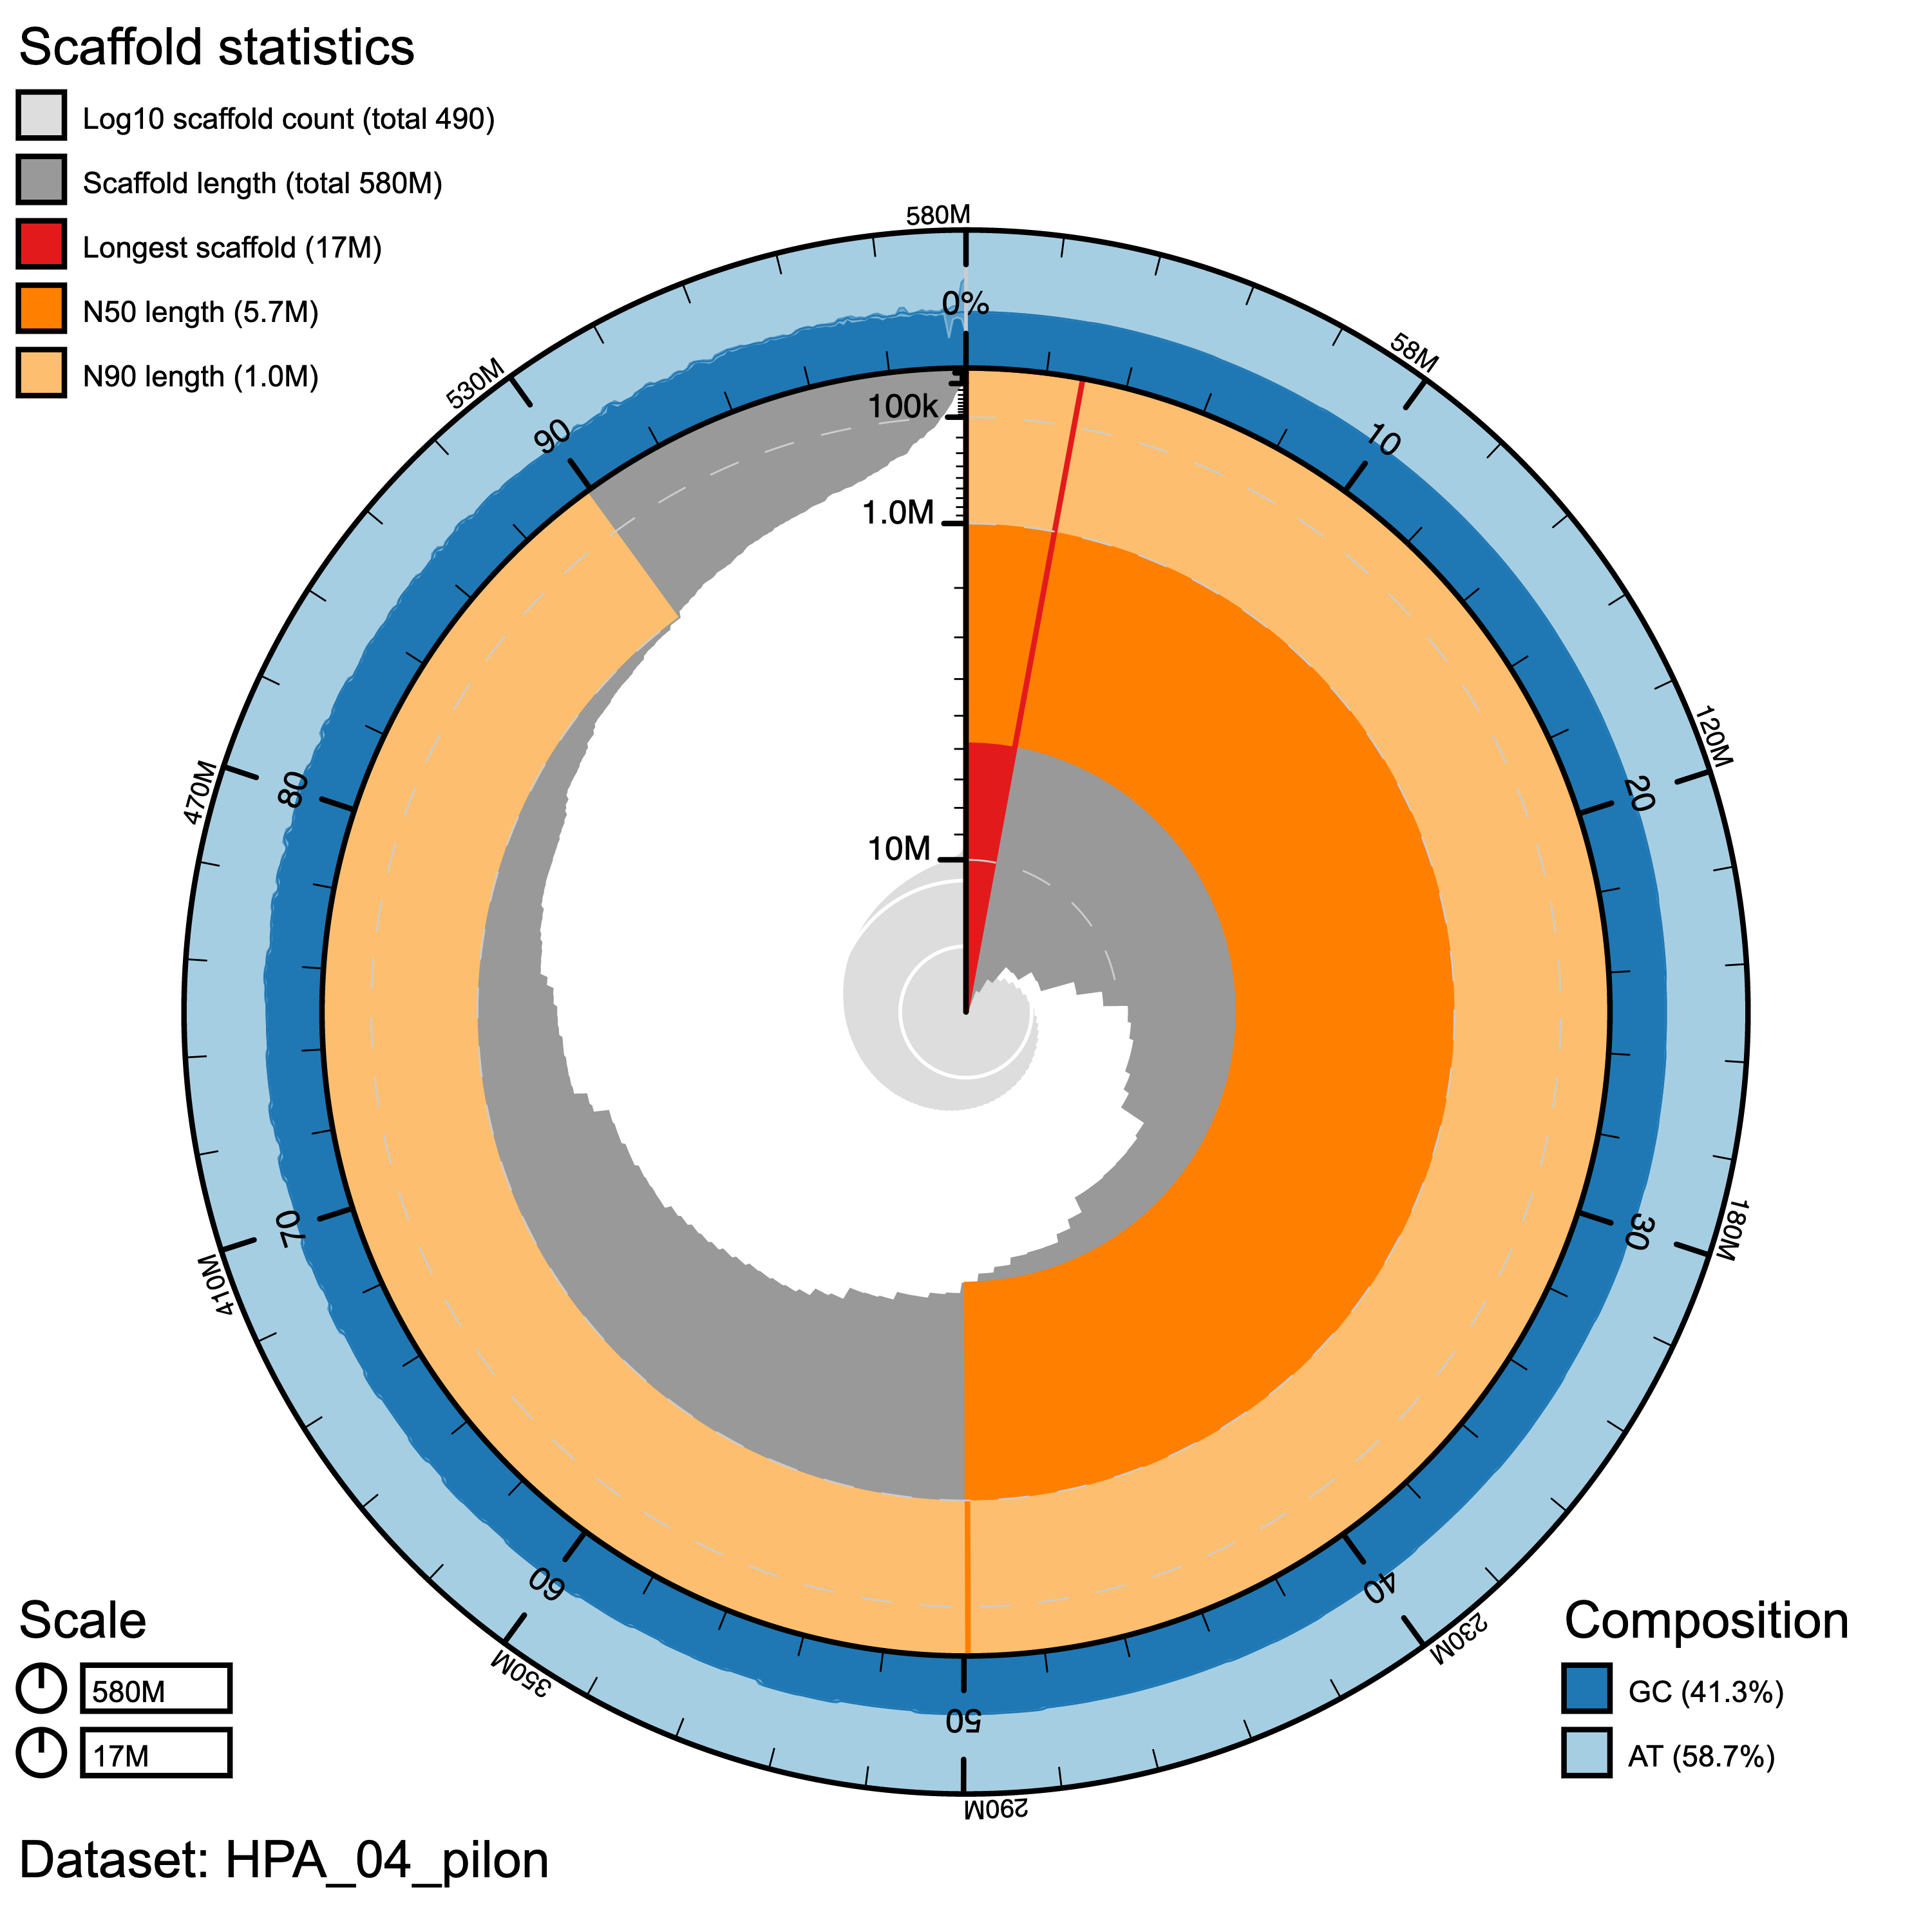 Scaffold statistics
Log10 scaffold count (total 490)
Scaffold length (total 580M)
Longest scaffold (17M)
N50 length (5.7M)
N90 length (1.0M)
580M
58M
120M
180M
230M
290M
350M
410M
470M
530M
0%
10
20
30
40
50
60
70
80
90
100k
1.0M
10M
Scale
580M
17M
Composition
GC (41.3%)
AT (58.7%)
Dataset: HPA_04_pilon